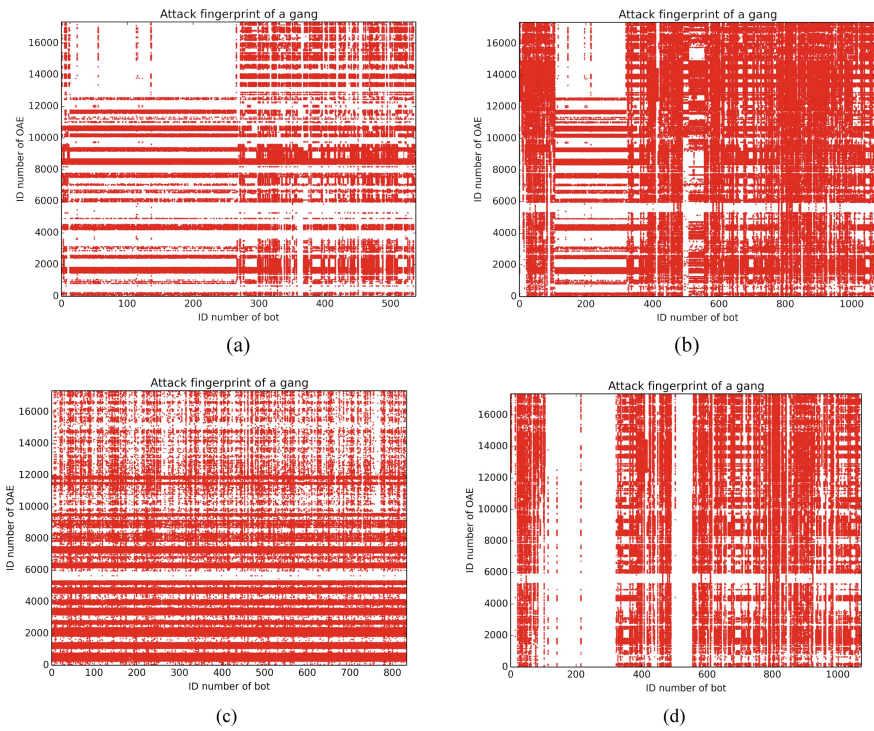 Attack fingerprint of a gang
16000
14000
12000
10000
8000
6000
4000
2000
0
ID number of OAE
0 100 200 300 400 500
ID number of bot
(a)
Attack fingerprint of a gang
16000
14000
12000
10000
8000
6000
4000
2000
0
ID number of OAE
0 200 400 600 800 1000
ID number of bot
(b)
Attack fingerprint of a gang
16000
14000
12000
10000
8000
6000
4000
2000
0
ID number of OAE
0 100 200 300 400 500 600 700 800
ID number of bot
(c)
Attack fingerprint of a gang
16000
14000
12000
10000
8000
6000
4000
2000
0
ID number of OAE
0 200 400 600 800 1000
ID number of bot
(d)